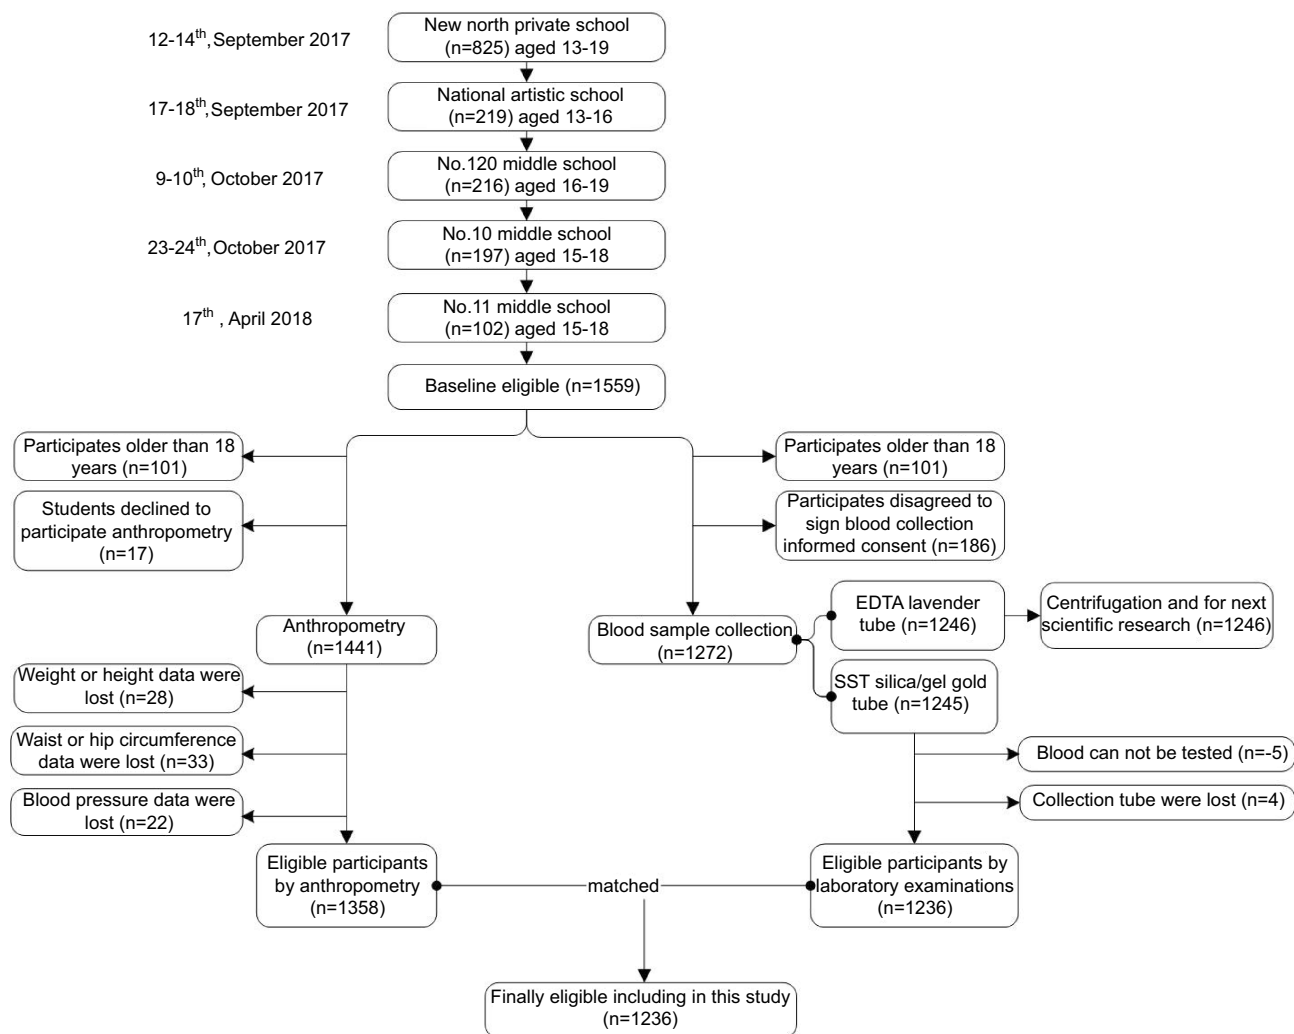 12-14th, September 2017
New north private school
(n=825) aged 13-19
17-18th, September 2017
National artistic school
(n=219) aged 13-16
9-10th, October 2017
No.120 middle school
(n=216) aged 16-19
23-24th, October 2017
No.10 middle school
(n=197) aged 15-18
17th , April 2018
No.11 middle school
(n=102) aged 15-18
Baseline eligible (n=1559)
Participates older than 18
years (n=101)
Students declined to
participate anthropometry
(n=17)
Participates older than 18
years (n=101)
Participates disagreed to
sign blood collection
informed consent (n=186)
Anthropometry
(n=1441)
Blood sample collection
(n=1272)
EDTA lavender
tube (n=1246)
Centrifugation and for next
scientific research (n=1246)
SST silica/gel gold
tube (n=1245)
Weight or height data were
lost (n=28)
Waist or hip circumference
data were lost (n=33)
Blood pressure data were
lost (n=22)
Blood can not be tested (n=-5)
Collection tube were lost (n=4)
Eligible participants
by anthropometry
(n=1358)
matched
Eligible participants by
laboratory examinations
(n=1236)
Finally eligible including in this study
(n=1236)